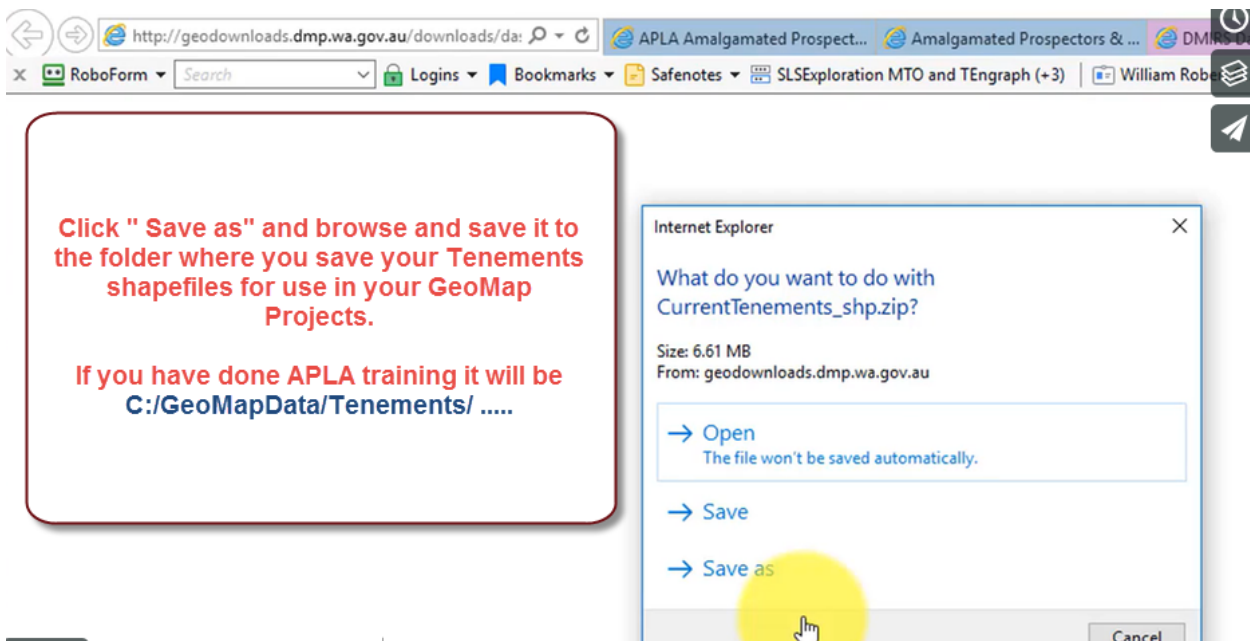 http://geodownloads.dmp.wa.gov.au/downloads/da
APLA Amalgamated Prospect...
Amalgamated Prospectors & ...
DMIRS Da
x RoboForm Search Logins Bookmarks Safenotes SLSExploration MTO and TEngraph (+3) William Robe
Click " Save as" and browse and save it to
the folder where you save your Tenements
shapefiles for use in your GeoMap
Projects.
If you have done APLA training it will be
C:/GeoMapData/Tenements/ .....
Internet Explorer
What do you want to do with
CurrentTenements_shp.zip?
Size: 6.61 MB
From: geodownloads.dmp.wa.gov.au
Open
The file won't be saved automatically.
Save
Save as
Cancel